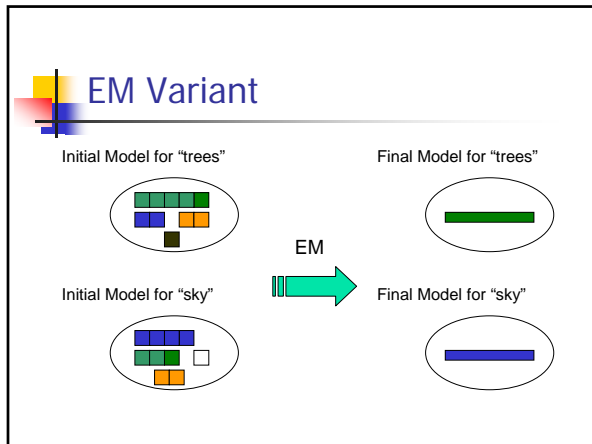 EM Variant
Initial Model for “trees”
Final Model for “trees”
EM
Initial Model for “sky”
Final Model for “sky”